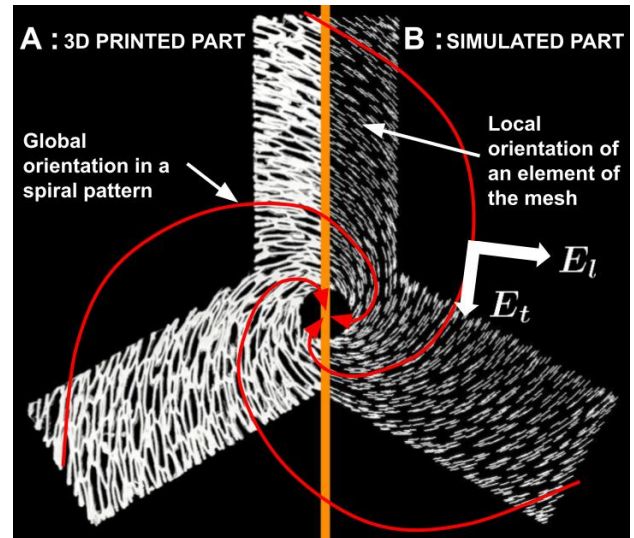 A : 3D PRINTED PART
B : SIMULATED PART
Global
orientation in a
spiral pattern
Local
orientation of
an element of
the mesh
E_l
E_t